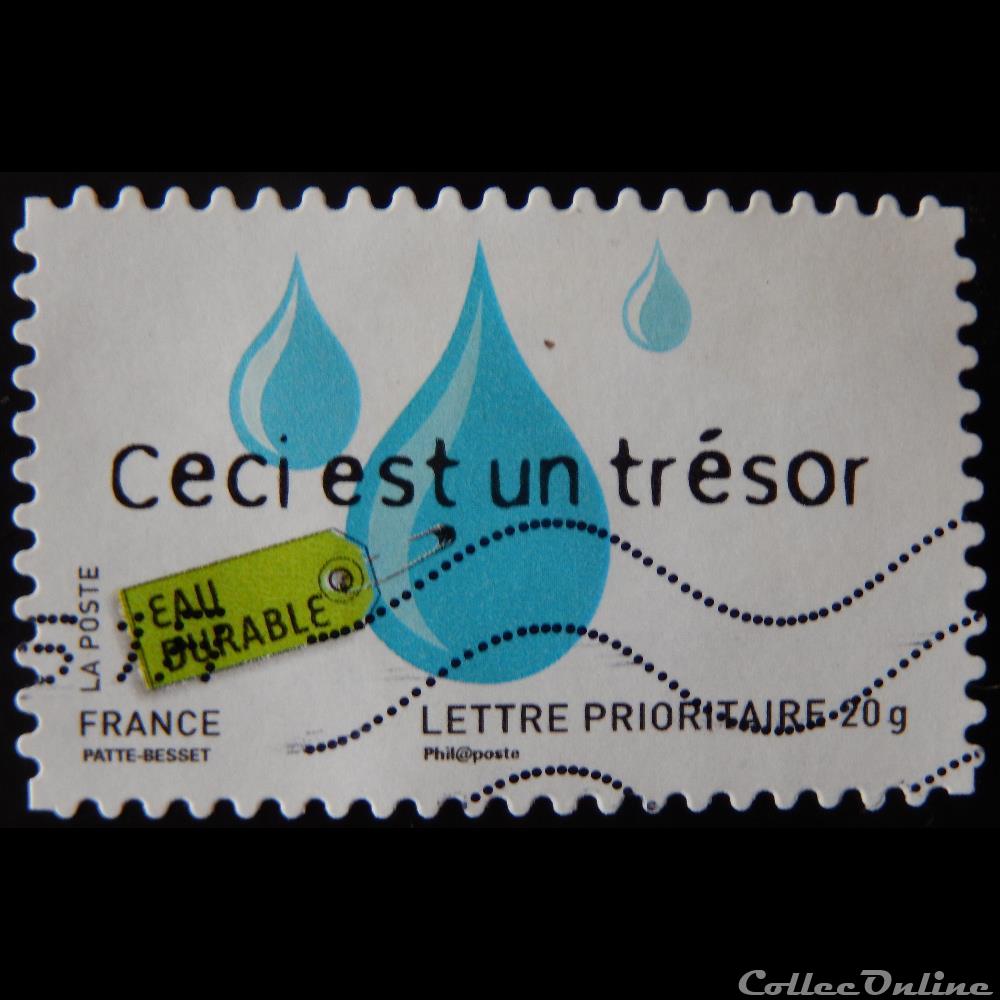 Ceci est un trésor
EAU
DURABLE
LA POSTE
FRANCE
LETTRE PRIORITAIRE 20 g
PATTE-BESSET
Phil@poste
CollecOnline